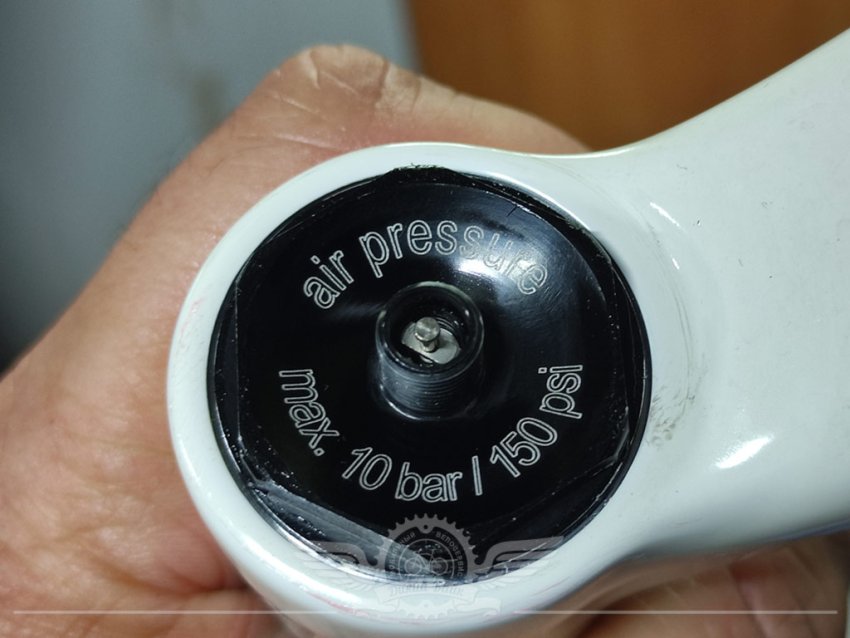 air pressure
max. 10 bar / 150 psi